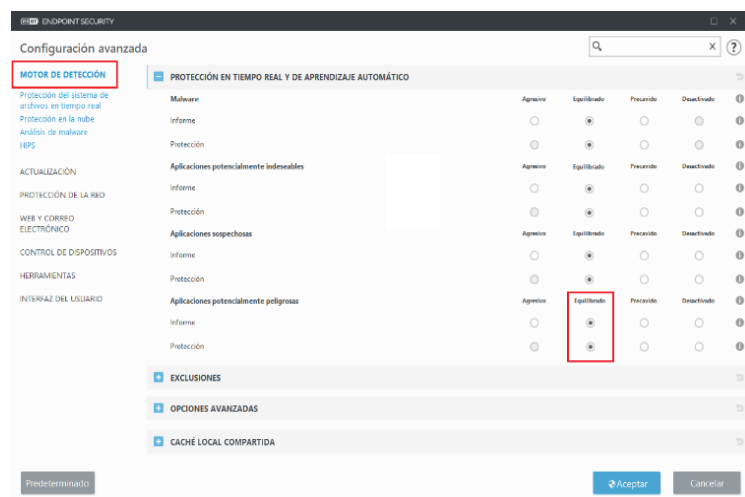 eset ENDPOINT SECURITY
Configuración avanzada
MOTOR DE DETECCIÓN
Protección del sistema de
archivos en tiempo real
Protección en la nube
Análisis de malware
HIPS
ACTUALIZACIÓN
PROTECCIÓN DE LA RED
WEB Y CORREO
ELECTRÓNICO
CONTROL DE DISPOSITIVOS
HERRAMIENTAS
INTERFAZ DEL USUARIO
PROTECCIÓN EN TIEMPO REAL Y DE APRENDIZAJE AUTOMÁTICO
Malware Agresivo Equilibrado Precavido Desactivado
Informe
Protección
Aplicaciones potencialmente indeseables Agresivo Equilibrado Precavido Desactivado
Informe
Protección
Aplicaciones sospechosas Agresivo Equilibrado Precavido Desactivado
Informe
Protección
Aplicaciones potencialmente peligrosas Agresivo Equilibrado Precavido Desactivado
Informe
Protección
EXCLUSIONES
OPCIONES AVANZADAS
CACHÉ LOCAL COMPARTIDA
Predeterminado
Aceptar
Cancelar